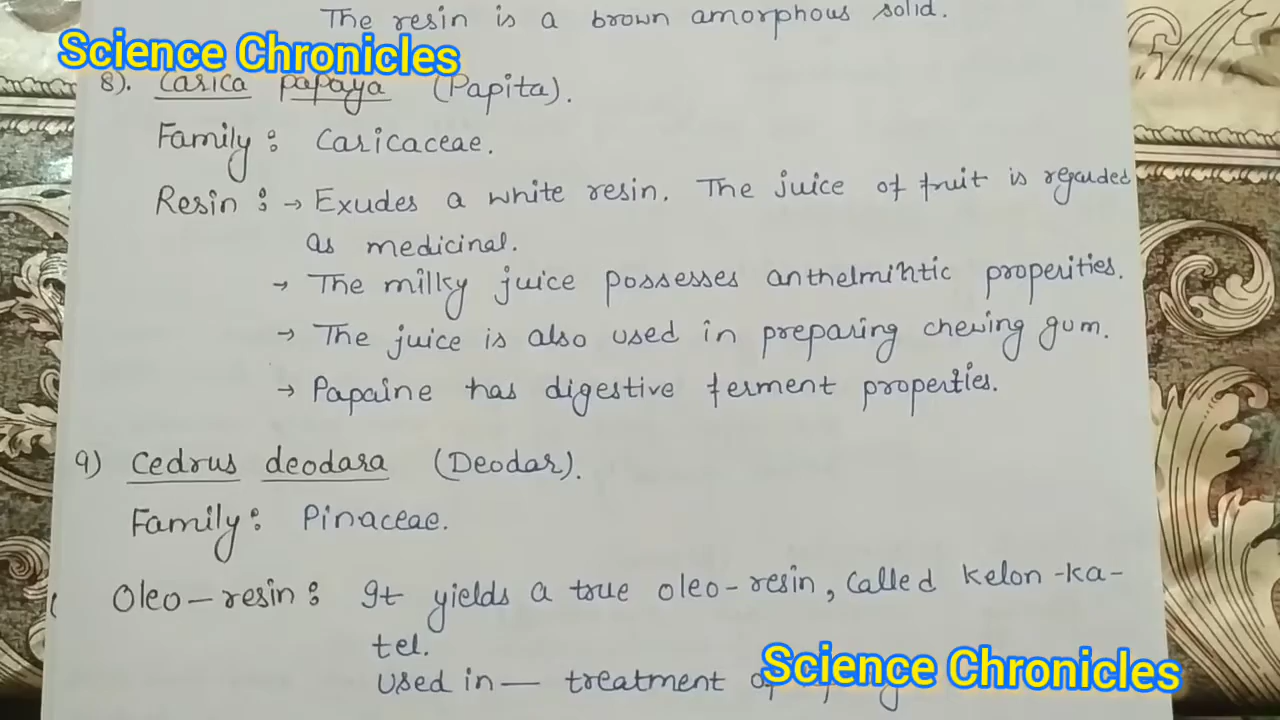 The resin is a brown amorphous solid.
Science Chronicles
8). Carica papaya (Papita).
Family : Caricaceae.
Resin : → Exudes a white resin. The juice of fruit is regarded
as medicinal.
→ The milky juice possesses anthelmintic properities.
→ The juice is also used in preparing chewing gum.
→ Papaine has digestive ferment properties.
9) Cedrus deodara (Deodar).
Family : Pinaceae.
Oleo-resin : It yields a true oleo-resin, called Kelon-ka-
tel.
Used in — treatment of
Science Chronicles